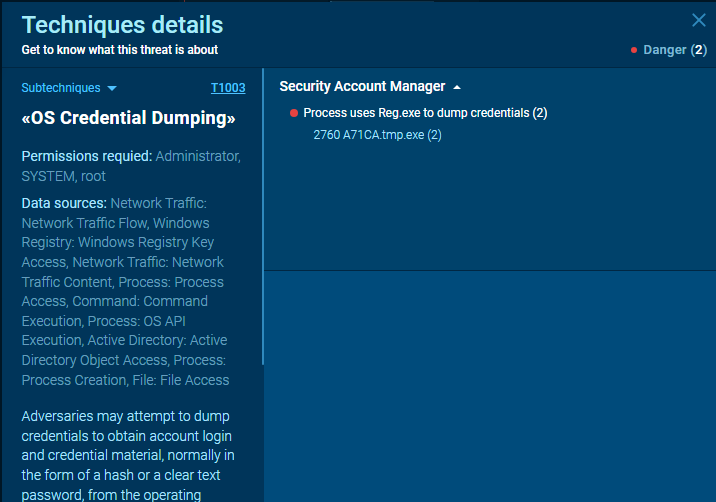 Techniques details
Get to know what this threat is about
Danger (2)
Subtechniques
T1003
«OS Credential Dumping»
Permissions requied: Administrator,
SYSTEM, root
Data sources: Network Traffic:
Network Traffic Flow, Windows
Registry: Windows Registry Key
Access, Network Traffic: Network
Traffic Content, Process: Process
Access, Command: Command
Execution, Process: OS API
Execution, Active Directory: Active
Directory Object Access, Process:
Process Creation, File: File Access
Adversaries may attempt to dump
credentials to obtain account login
and credential material, normally in
the form of a hash or a clear text
password, from the operating
Security Account Manager
Process uses Reg.exe to dump credentials (2)
2760 A71CA.tmp.exe (2)